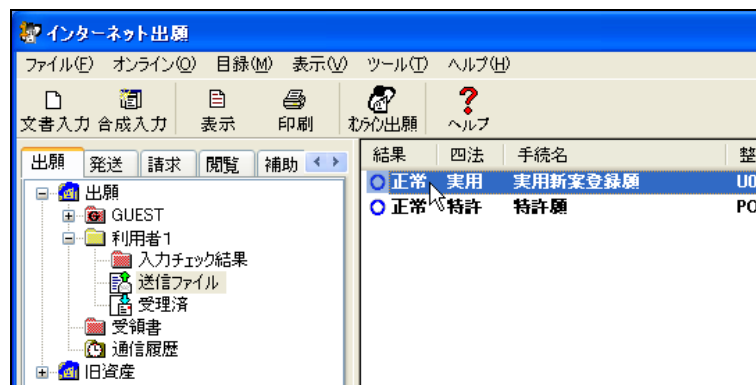 インターネット出願
ファイル(F) オンライン(O) 目録(M) 表示(V) ツール(T) ヘルプ(H)
文書入力 合成入力 表示 印刷 オンライン出願 ヘルプ
出願 発送 請求 閲覧 補助
結果 四法 手続名 整
正常 実用 実用新案登録願 U0
正常 特許 特許願 P0
出願
GUEST
利用者1
入力チェック結果
送信ファイル
受理済
受領書
通信履歴
旧資産